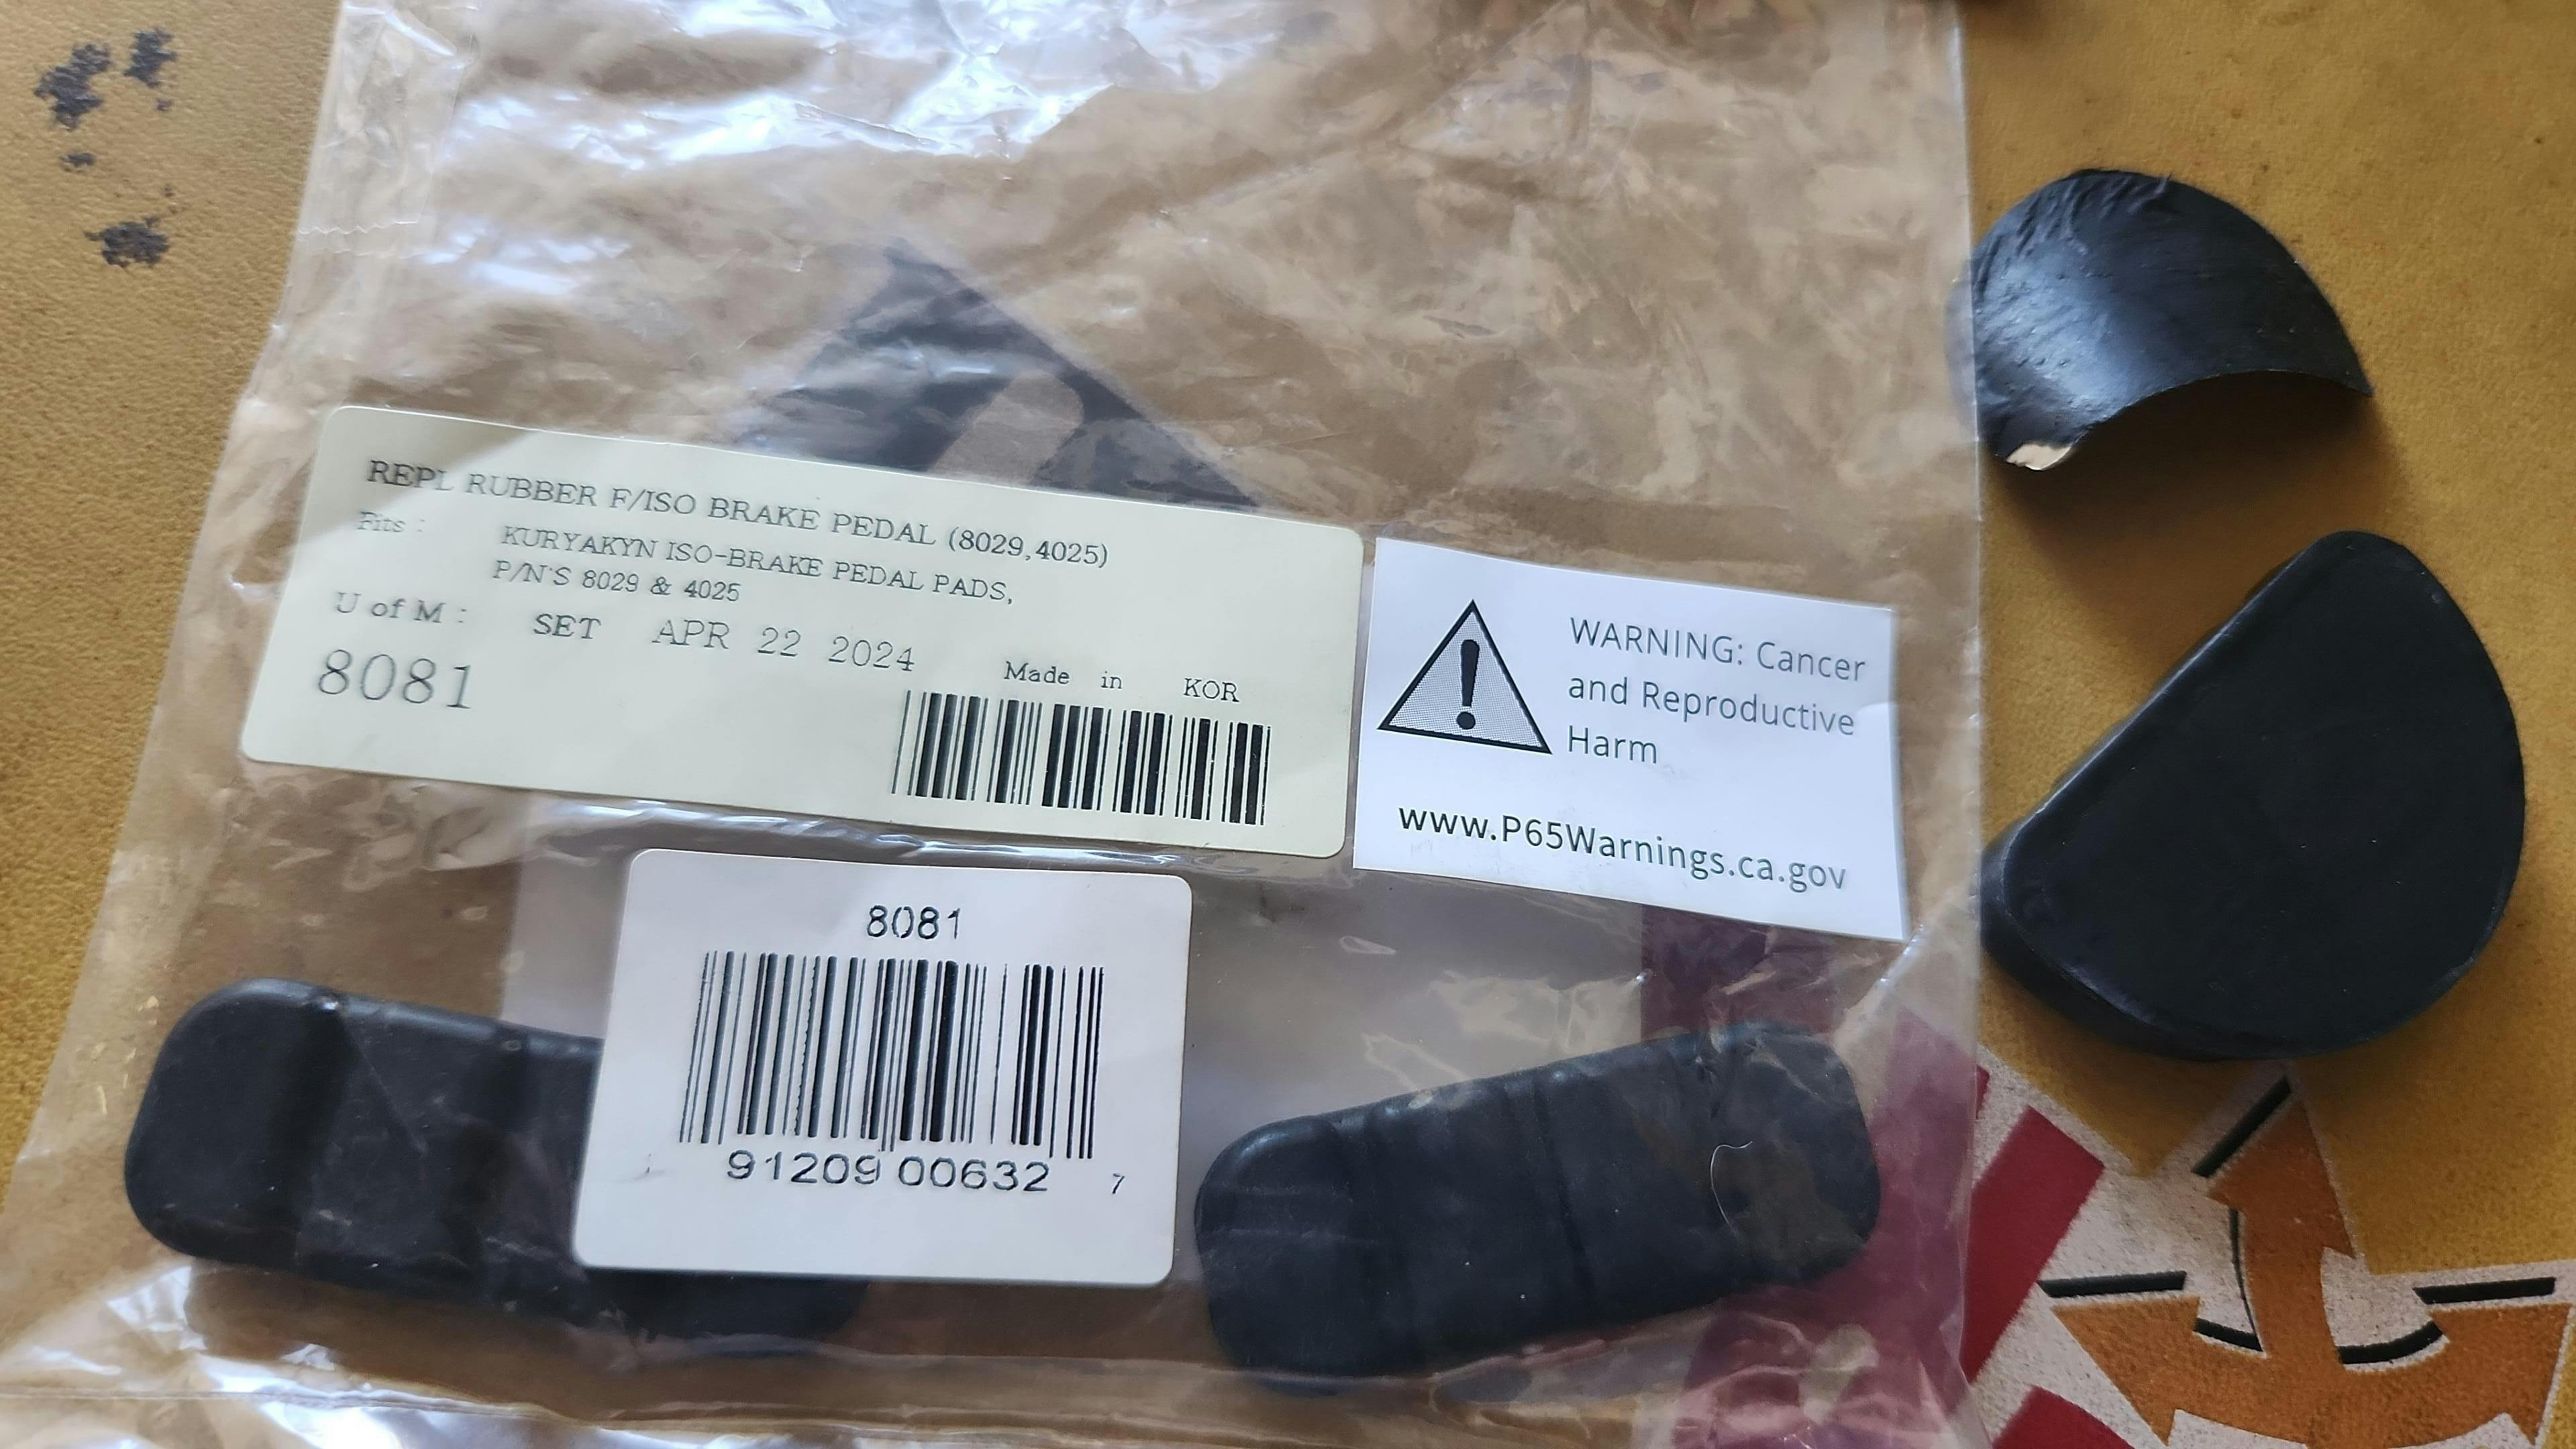 REPL RUBBER F/ISO BRAKE PEDAL (8029,4025)
Fits :
KURYAKYN ISO-BRAKE PEDAL PADS,
P/N'S 8029 & 4025
U of M : SET APR 22 2024
8081
Made in KOR
WARNING: Cancer
and Reproductive
Harm
www.P65Warnings.ca.gov
8081
91209 00632 7